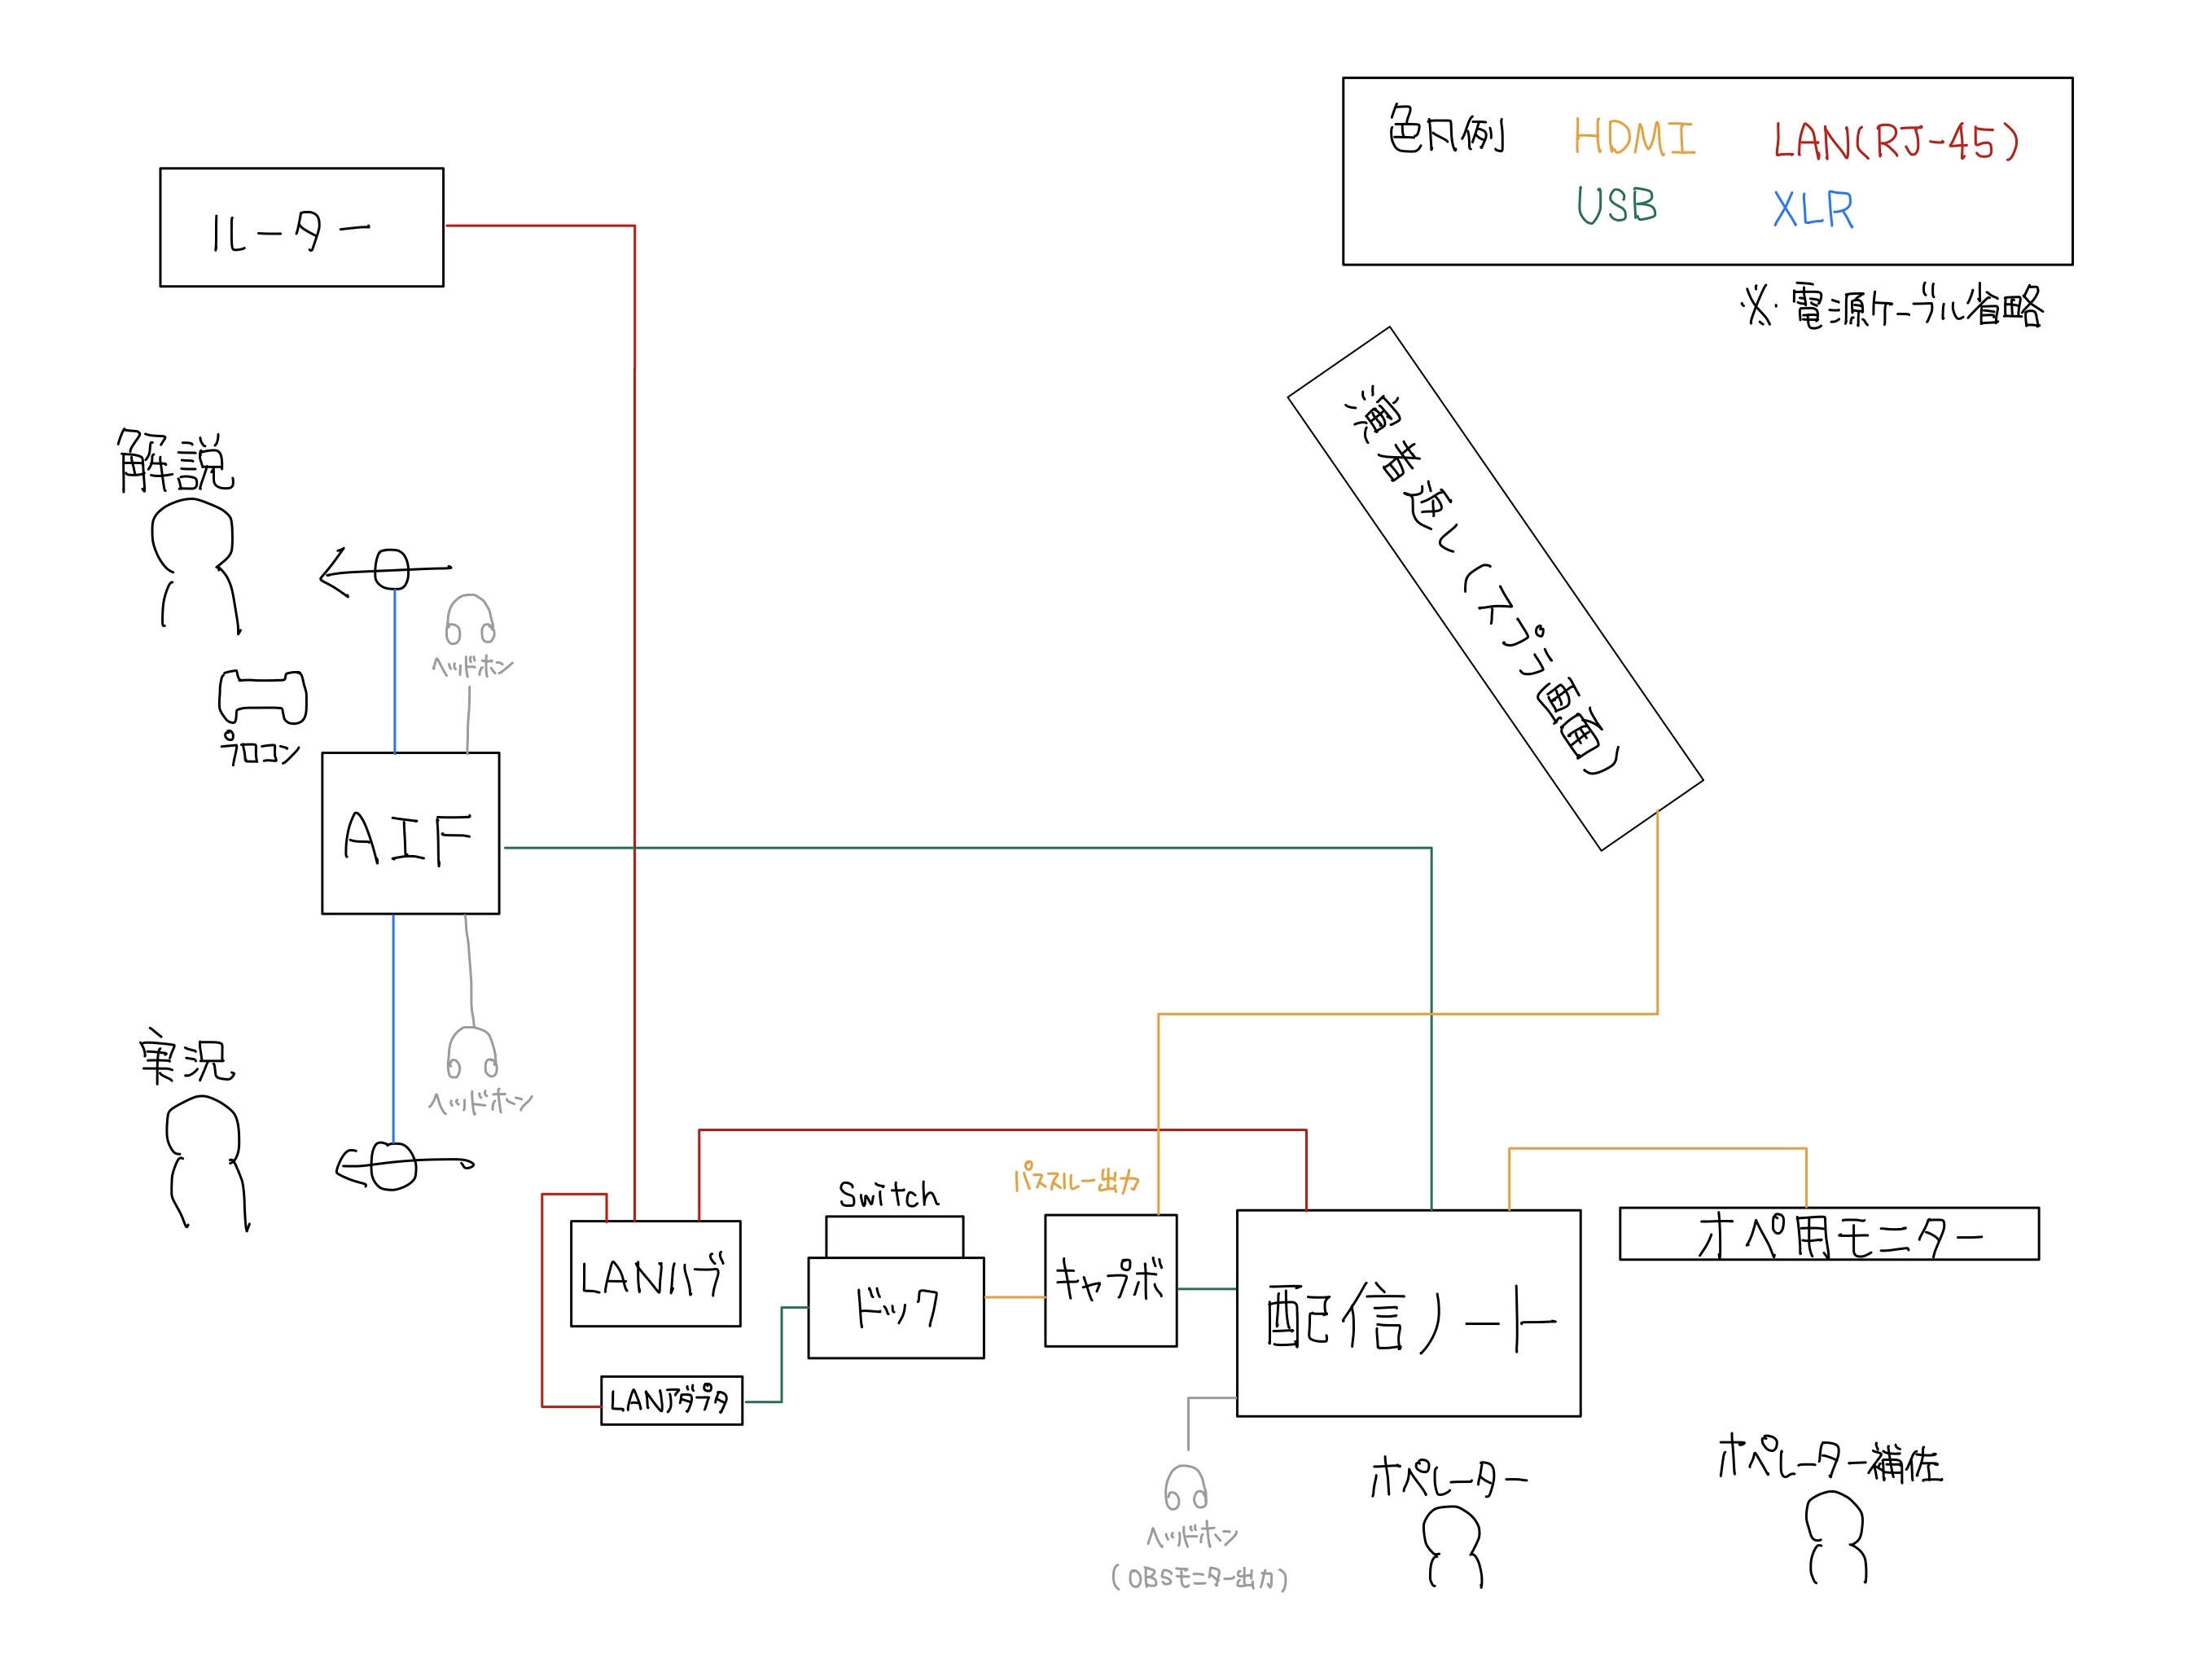 色凡例 HDMI LAN(RJ-45)
USB XLR
※電源ケーブル省略
ルーター
演者返し(スプラ画面)
解説
ヘッドホン
プロコン
AIF
実況
ヘッドホン
パススルー出力
Switch
LANハブ
ドック
キャプボ
配信ノート
オペ用モニター
LANアダプタ
オペレーター
オペレーター補佐
ヘッドホン
(OBSモニター出力)